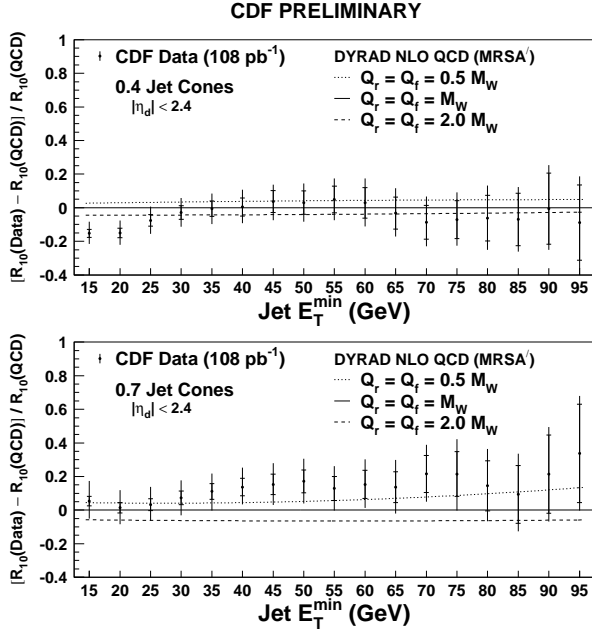 CDF PRELIMINARY
[R10(Data) − R10(QCD)] / R10(QCD)
1
0.8
0.6
0.4
0.2
0
-0.2
-0.4
CDF Data (108 pb-1)
0.4 Jet Cones
|ηd| < 2.4
DYRAD NLO QCD (MRSA/)
Qr = Qf = 0.5 MW
Qr = Qf = MW
Qr = Qf = 2.0 MW
15 20 25 30 35 40 45 50 55 60 65 70 75 80 85 90 95
Jet ETmin (GeV)
[R10(Data) − R10(QCD)] / R10(QCD)
1
0.8
0.6
0.4
0.2
0
-0.2
-0.4
CDF Data (108 pb-1)
0.7 Jet Cones
|ηd| < 2.4
DYRAD NLO QCD (MRSA/)
Qr = Qf = 0.5 MW
Qr = Qf = MW
Qr = Qf = 2.0 MW
15 20 25 30 35 40 45 50 55 60 65 70 75 80 85 90 95
Jet ETmin (GeV)